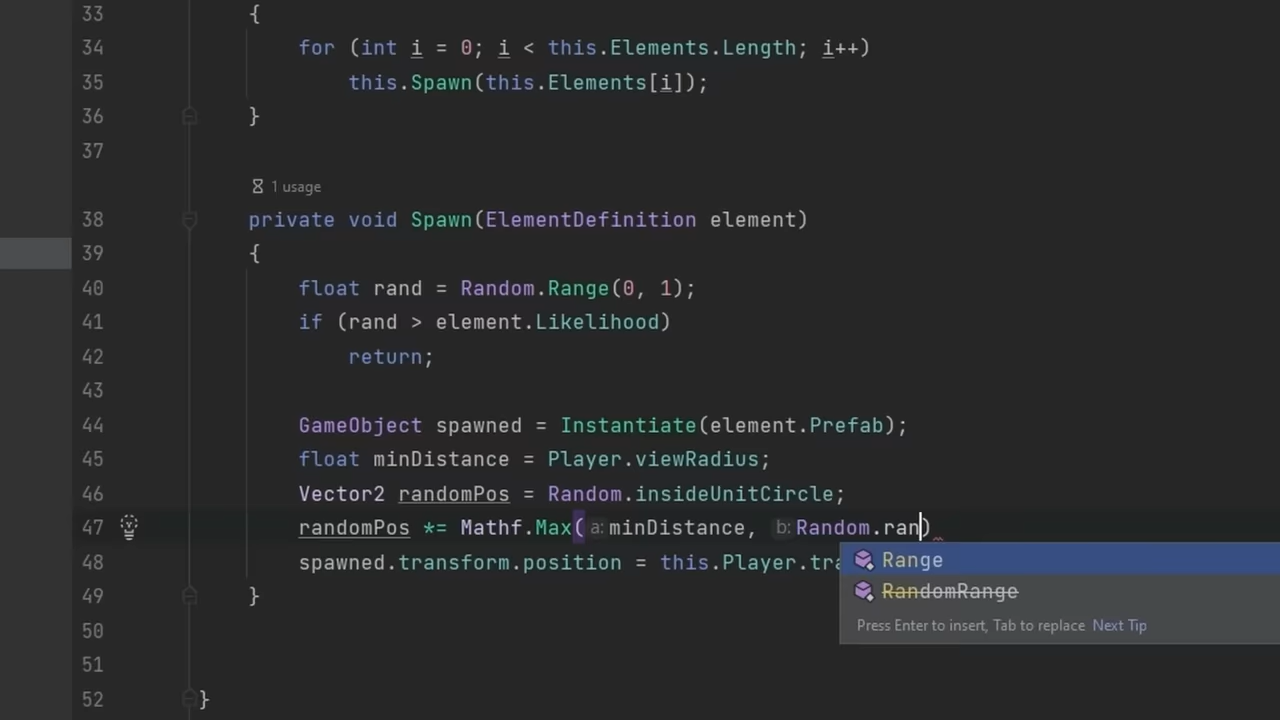 33 {
34 for (int i = 0; i < this.Elements.Length; i++)
35 this.Spawn(this.Elements[i]);
36 }
37
1 usage
38 private void Spawn(ElementDefinition element)
39 {
40 float rand = Random.Range(0, 1);
41 if (rand > element.Likelihood)
42 return;
43
44 GameObject spawned = Instantiate(element.Prefab);
45 float minDistance = Player.viewRadius;
46 Vector2 randomPos = Random.insideUnitCircle;
47 randomPos *= Mathf.Max( a: minDistance, b: Random.ran)
48 spawned.transform.position = this.Player.tra
Range
RandomRange
Press Enter to insert, Tab to replace Next Tip
49 }
50
51
52 }